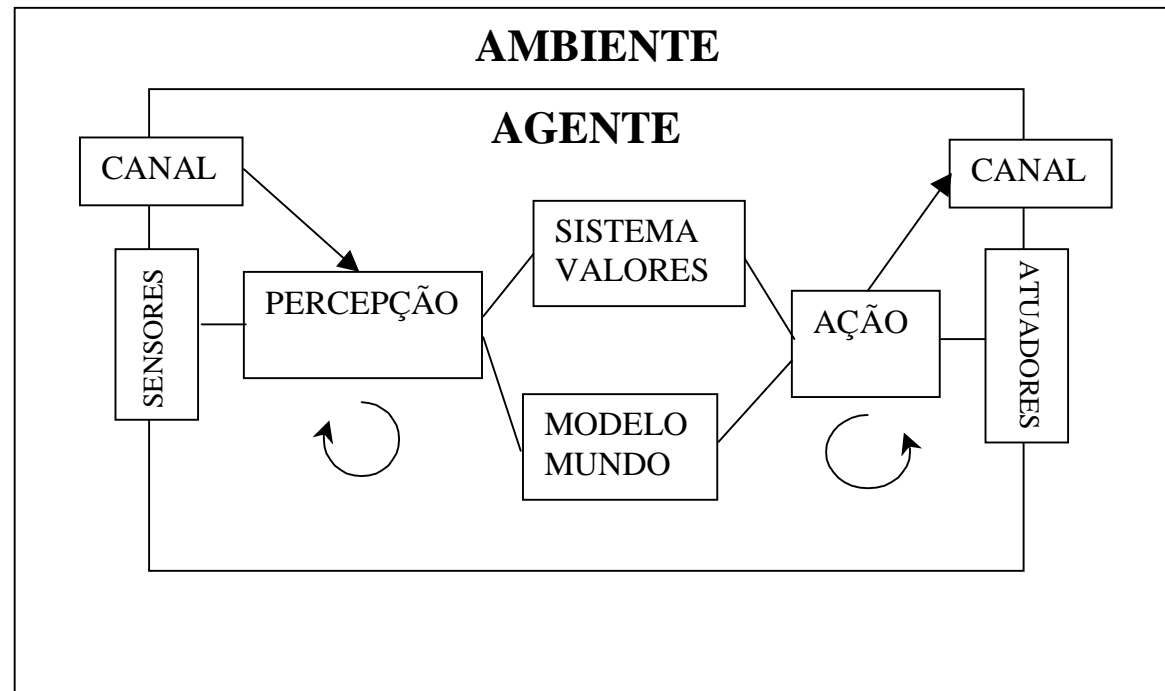 AMBIENTE
AGENTE
CANAL
CANAL
SISTEMA
VALORES
SENSORES
PERCEPÇÃO
AÇÃO
ATUADORES
MODELO
MUNDO